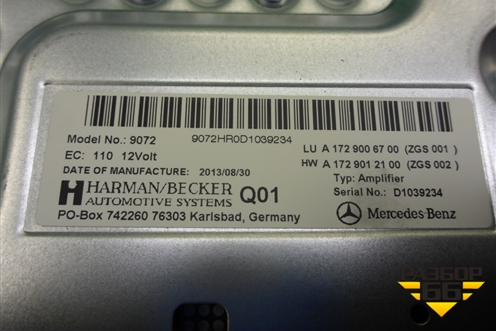 Model No.: 9072
9072HR0D1039234
LU A 172 900 67 00 (ZGS 001)
EC: 110 12Volt
HW A 172 901 21 00 (ZGS 002)
DATE OF MANUFACTURE: 2013/08/30
Typ: Amplifier
HARMAN/BECKER
AUTOMOTIVE SYSTEMS
Q01
Serial No.: D1039234
PO-Box 742260 76303 Karlsbad, Germany
Mercedes Benz
РАЗБОР
66